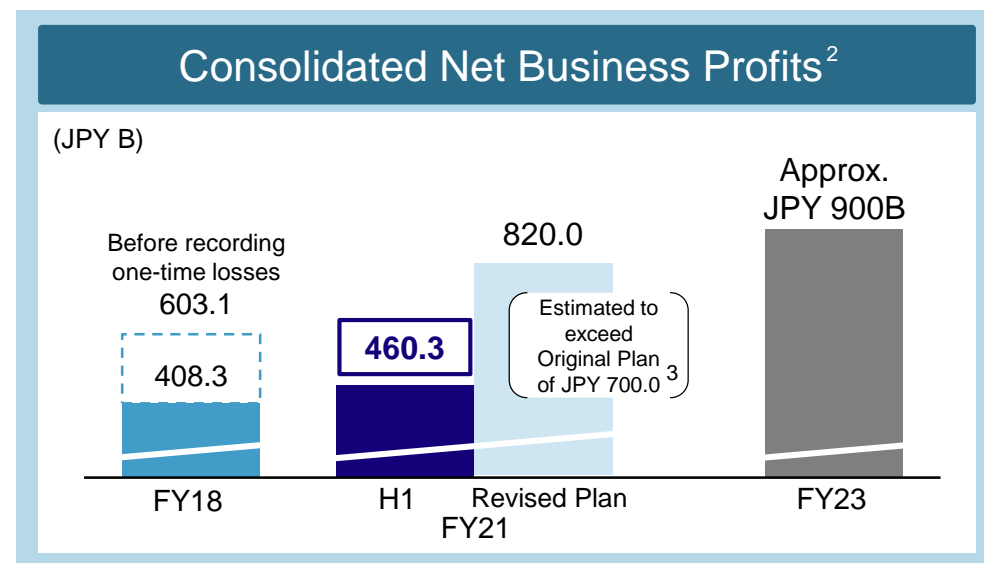 Consolidated Net Business Profits2
(JPY B)
Before recording
one-time losses
603.1
408.3
460.3
820.0
Estimated to
exceed
Original Plan
of JPY 700.0 3
Approx.
JPY 900B
FY18
H1
Revised Plan
FY21
FY23